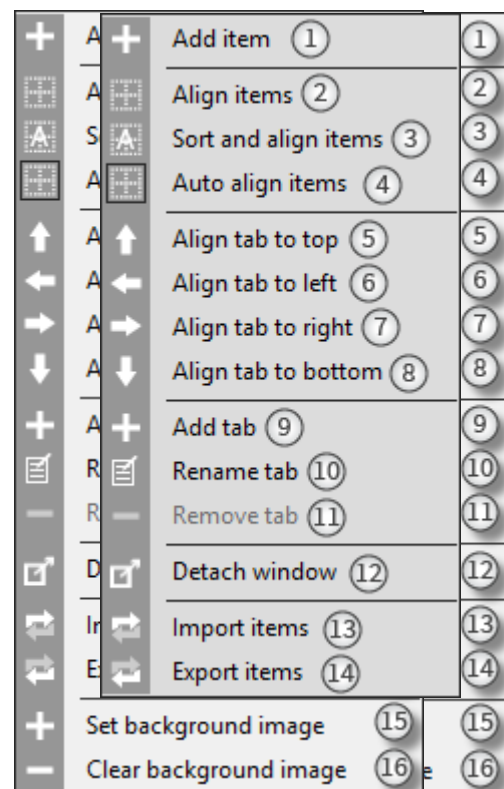 A Add item 1 1
A Align items 2 2
S Sort and align items 3 3
A Auto align items 4 4
A Align tab to top 5 5
A Align tab to left 6 6
A Align tab to right 7 7
A Align tab to bottom 8 8
A Add tab 9 9
R Rename tab 10 10
R Remove tab 11 11
D Detach window 12 12
Import items 13 13
Export items 14 14
Set background image 15 15
Clear background image 16 e 16